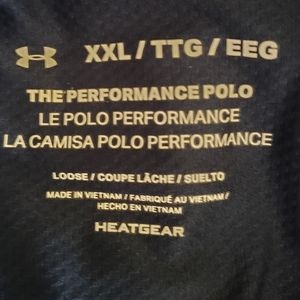 XXL / TTG / EEG
THE PERFORMANCE POLO
LE POLO PERFORMANCE
LA CAMISA POLO PERFORMANCE
LOOSE / COUPE LÂCHE / SUELTO
MADE IN VIETNAM / FABRIQUÉ AU VIETNAM /
HECHO EN VIETNAM
HEATGEAR